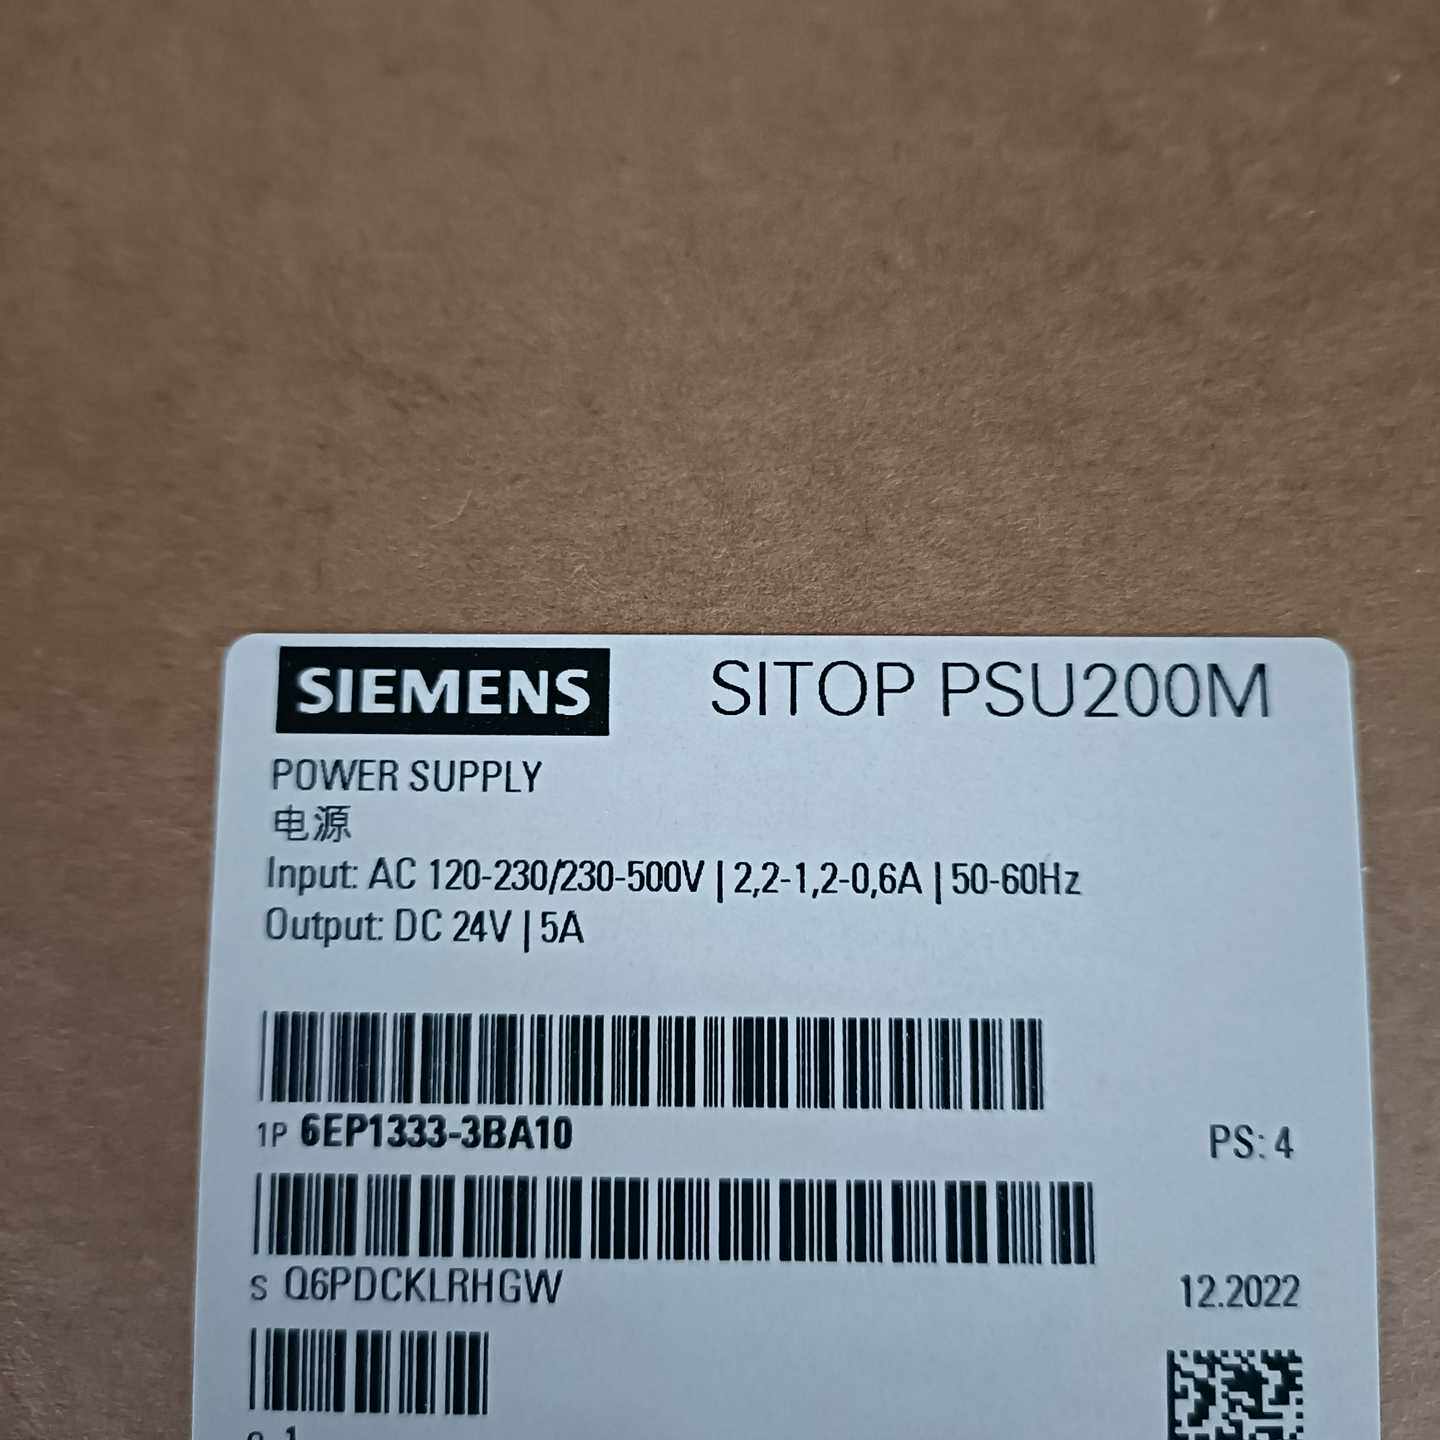 SIEMENS SITOP PSU200M
POWER SUPPLY
电源
Input: AC 120-230/230-500V | 2,2-1,2-0,6A | 50-60Hz
Output: DC 24V | 5A
1P 6EP1333-3BA10 PS: 4
S Q6PDCKLRHGW 12.2022